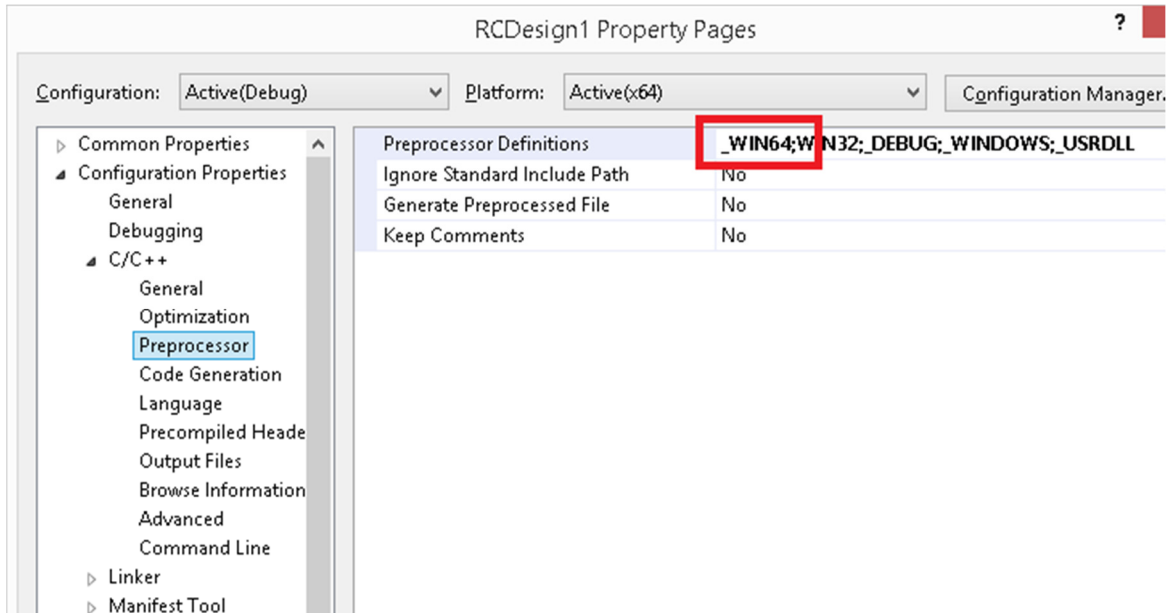 RCDesign1 Property Pages
?
Configuration: Active(Debug) Platform: Active(x64) Configuration Manager.
Common Properties
Configuration Properties
General
Debugging
C/C++
General
Optimization
Preprocessor
Code Generation
Language
Precompiled Heade
Output Files
Browse Information
Advanced
Command Line
Linker
Manifest Tool
Preprocessor Definitions _WIN64;WIN32;_DEBUG;_WINDOWS;_USRDLL
Ignore Standard Include Path No
Generate Preprocessed File No
Keep Comments No